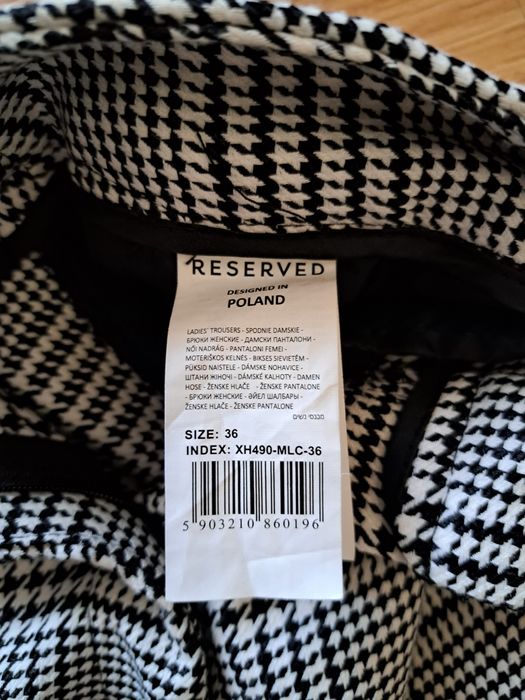 RESERVED
DESIGNED IN
POLAND
LADIES' TROUSERS - SPODNIE DAMSKIE -
БРЮКИ ЖЕНСКИЕ - ДАМСКИ ПАНТАЛОНИ -
NŐI NADRÁG - PANTALONI FEMEI -
MOTERIŠKOS KELNĖS - BIKSES SIEVIETĒM -
PÜKSID NAISTELE - DÁMSKE NOHAVICE -
ШТАНИ ЖІНОЧІ - DÁMSKÉ KALHOTY - DAMEN
HOSE - ŽENSKE HLAČE - ŽENSKE PANTALONE
- БРЮКИ ЖЕНСКИЕ - ӘЙЕЛ ШАЛБАРЫ -
ŽENSKE HLAČE - ŽENSKE PANTALONE
מכנסי נשים
SIZE: 36
INDEX: XH490-MLC-36
5 903210 860196